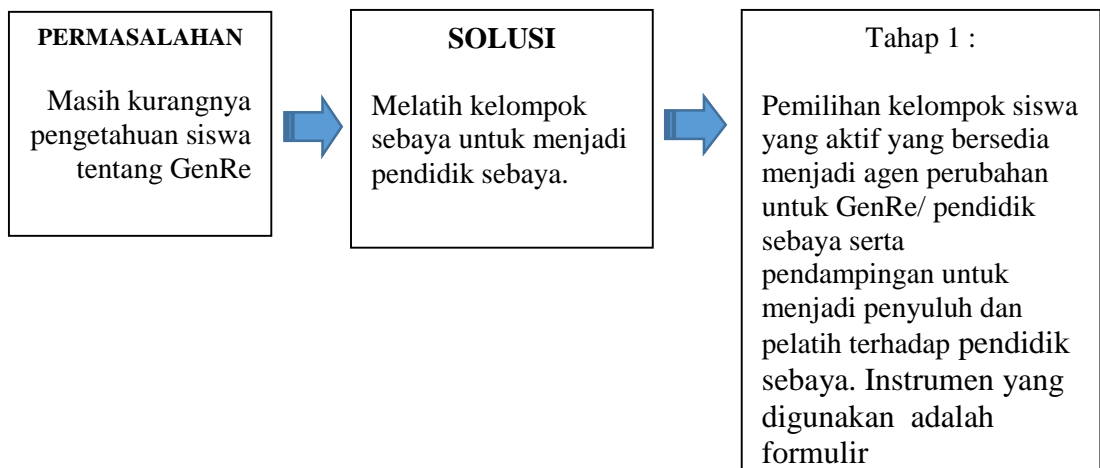 PERMASALAHAN
Masih kurangnya
pengetahuan siswa
tentang GenRe
SOLUSI
Melatih kelompok
sebaya untuk menjadi
pendidik sebaya.
Tahap 1 :
Pemilihan kelompok siswa
yang aktif yang bersedia
menjadi agen perubahan
untuk GenRe/ pendidik
sebaya serta
pendampingan untuk
menjadi penyuluh dan
pelatih terhadap pendidik
sebaya. Instrumen yang
digunakan adalah
formulir